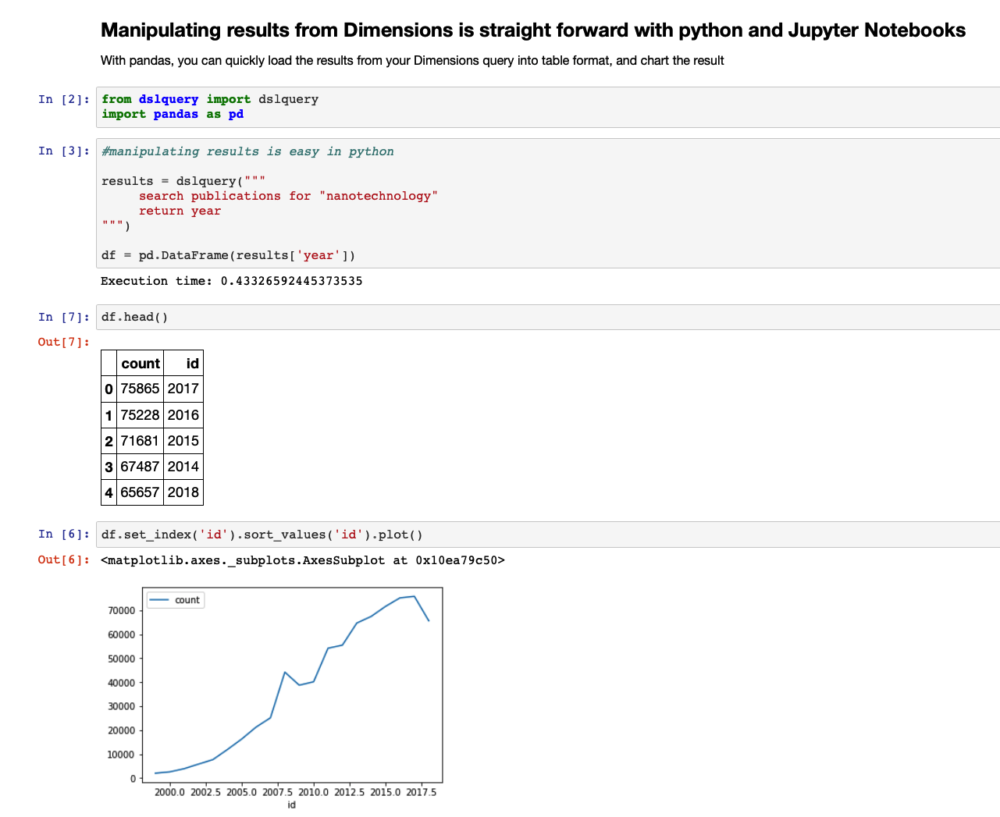 Manipulating results from Dimensions is straight forward with python and Jupyter Notebooks
With pandas, you can quickly load the results from your Dimensions query into table format, and chart the result
In [2]: from dslquery import dslquery
import pandas as pd
In [3]: #manipulating results is easy in python
results = dslquery("""
search publications for "nanotechnology"
return year
""")
df = pd.DataFrame(results['year'])
Execution time: 0.43326592445373535
In [7]: df.head()
Out[7]:
count id
0 75865 2017
1 75228 2016
2 71681 2015
3 67487 2014
4 65657 2018
In [6]: df.set_index('id').sort_values('id').plot()
Out[6]: <matplotlib.axes._subplots.AxesSubplot at 0x10ea79c50>
count
70000
60000
50000
40000
30000
20000
10000
0
2000.0 2002.5 2005.0 2007.5 2010.0 2012.5 2015.0 2017.5
id